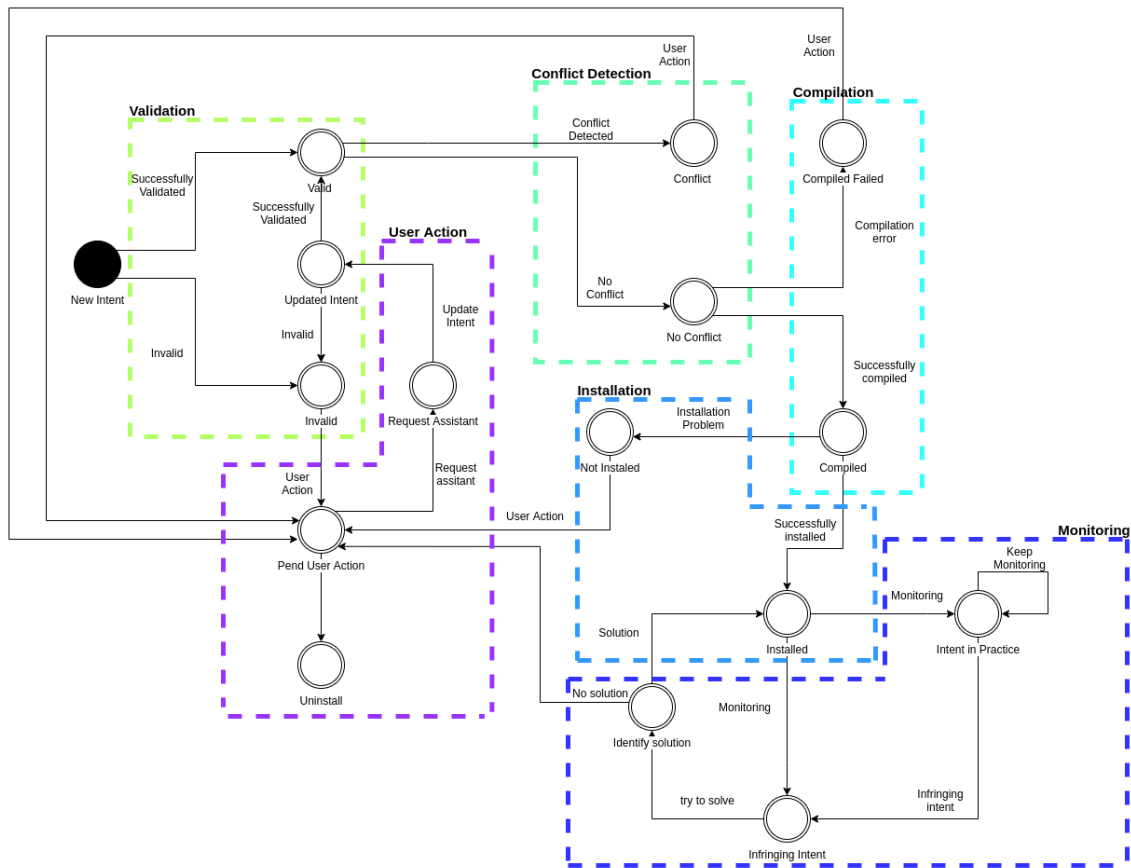 User
Action
User
Action
Conflict Detection
Compilation
Validation
Conflict
Detected
Successfully
Validated
Valid
Conflict
Compiled Failed
Successfully
Validated
User Action
Compilation
error
New Intent
Updated Intent
No
Conflict
Update
Intent
Invalid
Invalid
No Conflict
Successfully
compiled
Installation
Invalid
Request Assistant
Installation
Problem
Not Instaled
Compiled
User
Action
Request
assitant
User Action
Successfully
installed
Monitoring
Pend User Action
Keep
Monitoring
Monitoring
Solution
Installed
Intent in Practice
Uninstall
No solution
Monitoring
Identify solution
try to solve
Infringing
intent
Infringing Intent